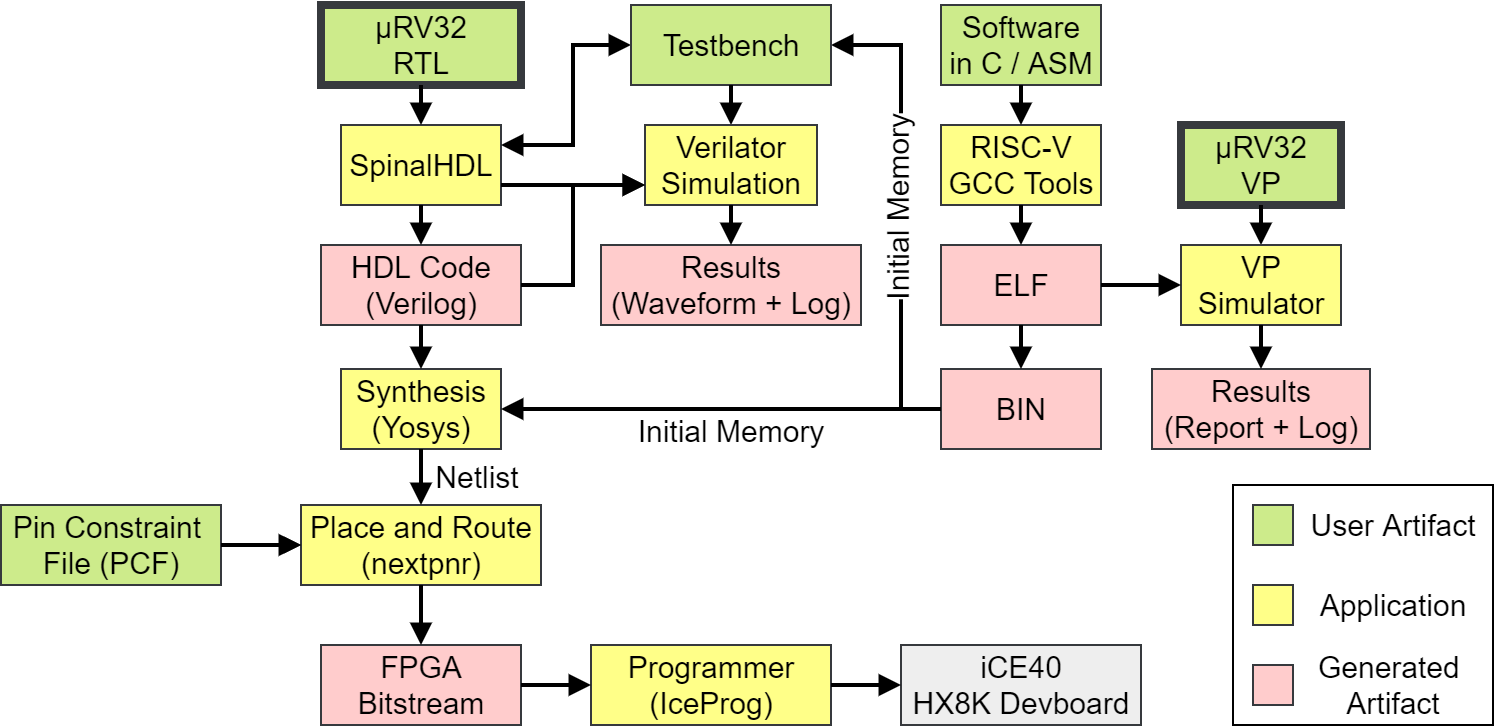 µRV32
RTL
Testbench
Software
in C / ASM
SpinalHDL
Verilator
Simulation
Initial Memory
RISC-V
GCC Tools
µRV32
VP
HDL Code
(Verilog)
Results
(Waveform + Log)
ELF
VP
Simulator
Synthesis
(Yosys)
Initial Memory
BIN
Results
(Report + Log)
Netlist
Pin Constraint
File (PCF)
Place and Route
(nextpnr)
FPGA
Bitstream
Programmer
(IceProg)
iCE40
HX8K Devboard
User Artifact
Application
Generated
Artifact